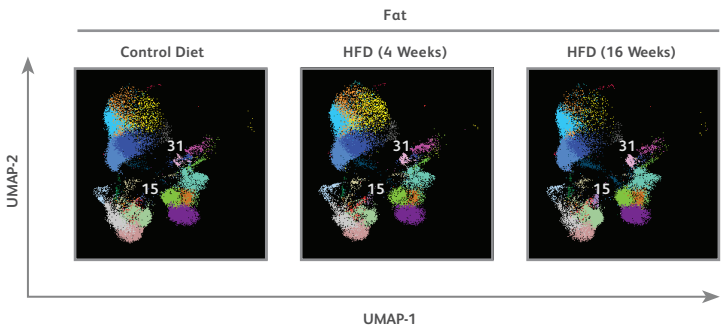 Fat
Control Diet
HFD (4 Weeks)
HFD (16 Weeks)
31
15
31
15
31
15
UMAP-2
UMAP-1